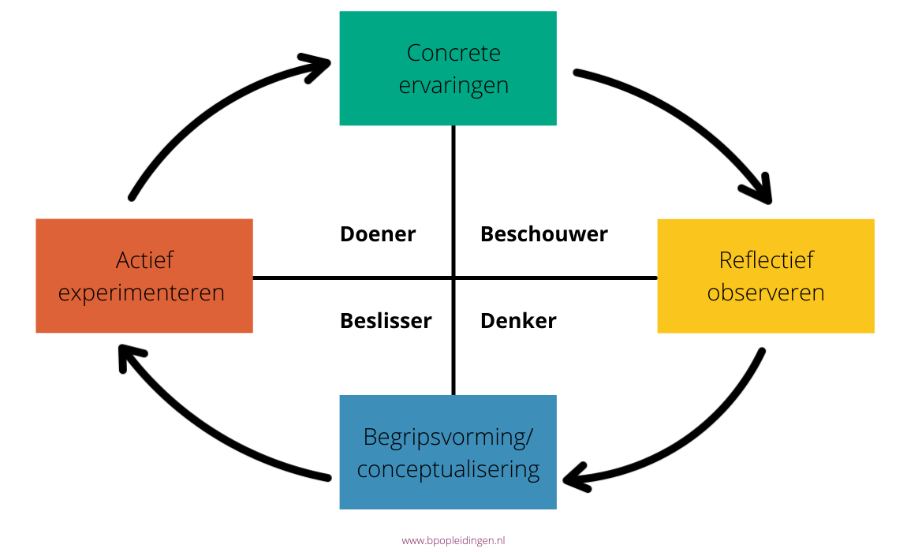 Concrete
ervaringen
Doener
Beschouwer
Actief
experimenteren
Reflectief
observeren
Beslisser
Denker
Begripsvorming/
conceptualisering
www.bpopleidingen.nl